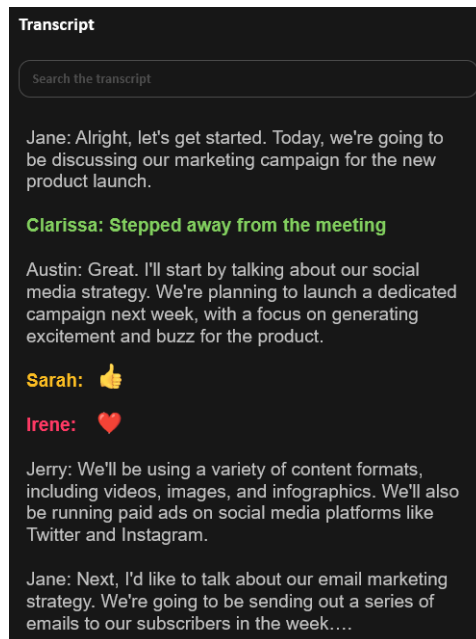 Transcript
Search the transcript
Jane: Alright, let's get started. Today, we're going to
be discussing our marketing campaign for the new
product launch.
Clarissa: Stepped away from the meeting
Austin: Great. I'll start by talking about our social
media strategy. We're planning to launch a dedicated
campaign next week, with a focus on generating
excitement and buzz for the product.
Sarah: 👍
Irene: ❤️
Jerry: We'll be using a variety of content formats,
including videos, images, and infographics. We'll also
be running paid ads on social media platforms like
Twitter and Instagram.
Jane: Next, I'd like to talk about our email marketing
strategy. We're going to be sending out a series of
emails to our subscribers in the week….